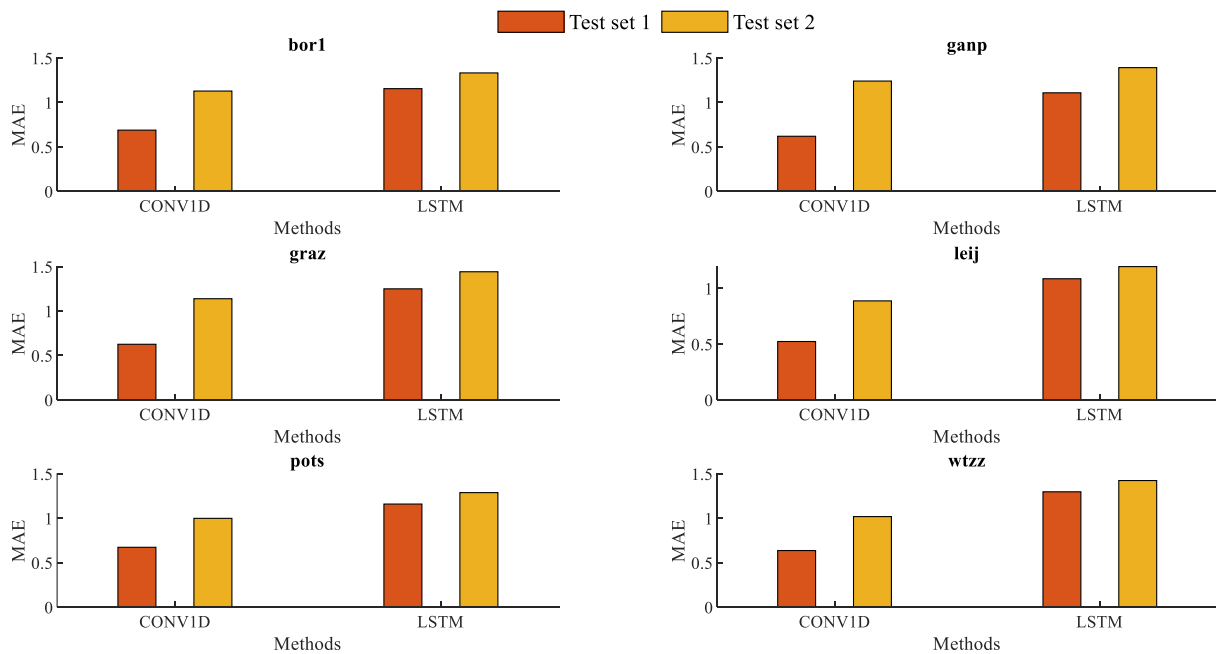 Test set 1 Test set 2
bor1
1.5
1
0.5
0
MAE
CONV1D LSTM
Methods
ganp
1.5
1
0.5
0
MAE
CONV1D LSTM
Methods
graz
1.5
1
0.5
0
MAE
CONV1D LSTM
Methods
leij
1
0.5
0
MAE
CONV1D LSTM
Methods
pots
1.5
1
0.5
0
MAE
CONV1D LSTM
Methods
wtzz
1.5
1
0.5
0
MAE
CONV1D LSTM
Methods